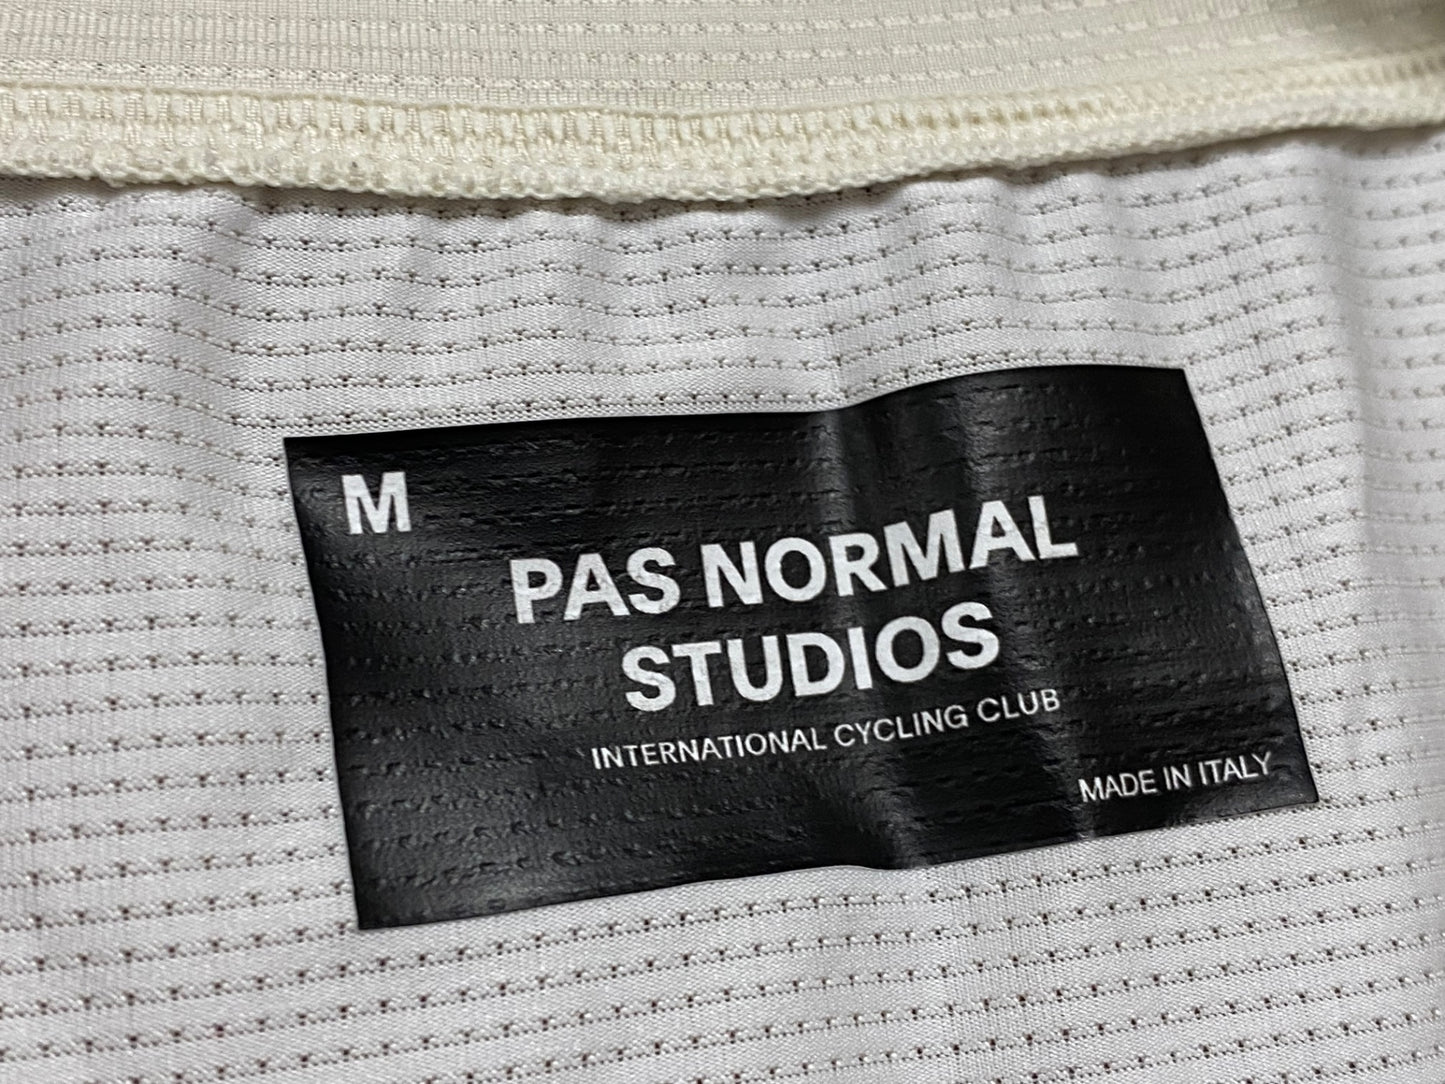 M
PAS NORMAL
STUDIOS
INTERNATIONAL CYCLING CLUB
MADE IN ITALY